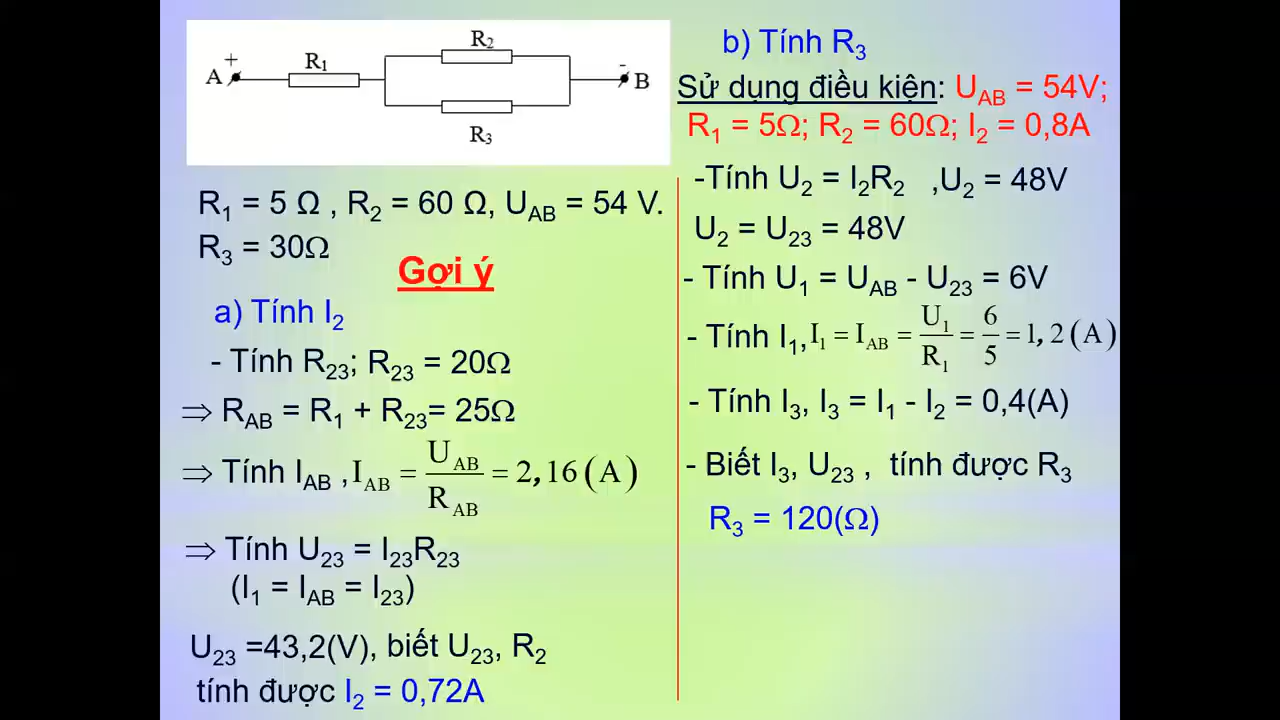 R2
+
A
R1
-
B
R3
R1 = 5 Ω , R2 = 60 Ω, UAB = 54 V.
R3 = 30Ω
Gợi ý
a) Tính I2
- Tính R23; R23 = 20Ω
⇒ RAB = R1 + R23= 25Ω
⇒ Tính IAB , IAB = UAB / RAB = 2,16 (A)
⇒ Tính U23 = I23R23
(I1 = IAB = I23)
U23 =43,2(V), biết U23, R2
tính được I2 = 0,72A
b) Tính R3
Sử dụng điều kiện: UAB = 54V;
R1 = 5Ω; R2 = 60Ω; I2 = 0,8A
-Tính U2 = I2R2 ,U2 = 48V
U2 = U23 = 48V
- Tính U1 = UAB - U23 = 6V
- Tính I1, I1 = IAB = U1 / R1 = 6 / 5 = 1,2 (A)
- Tính I3, I3 = I1 - I2 = 0,4(A)
- Biết I3, U23 , tính được R3
R3 = 120(Ω)